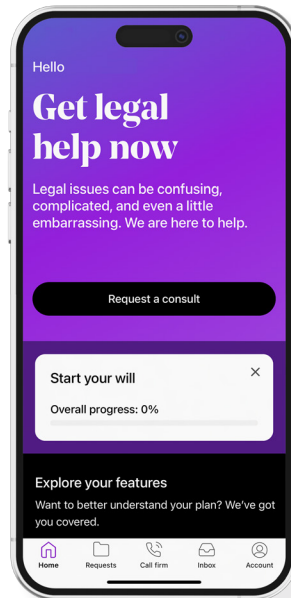 Hello
Get legal
help now
Legal issues can be confusing,
complicated, and even a little
embarrassing. We are here to help.
Request a consult
Start your will
Overall progress: 0%
Explore your features
Want to better understand your plan? We've got
you covered.
Home Requests Call firm Inbox Account